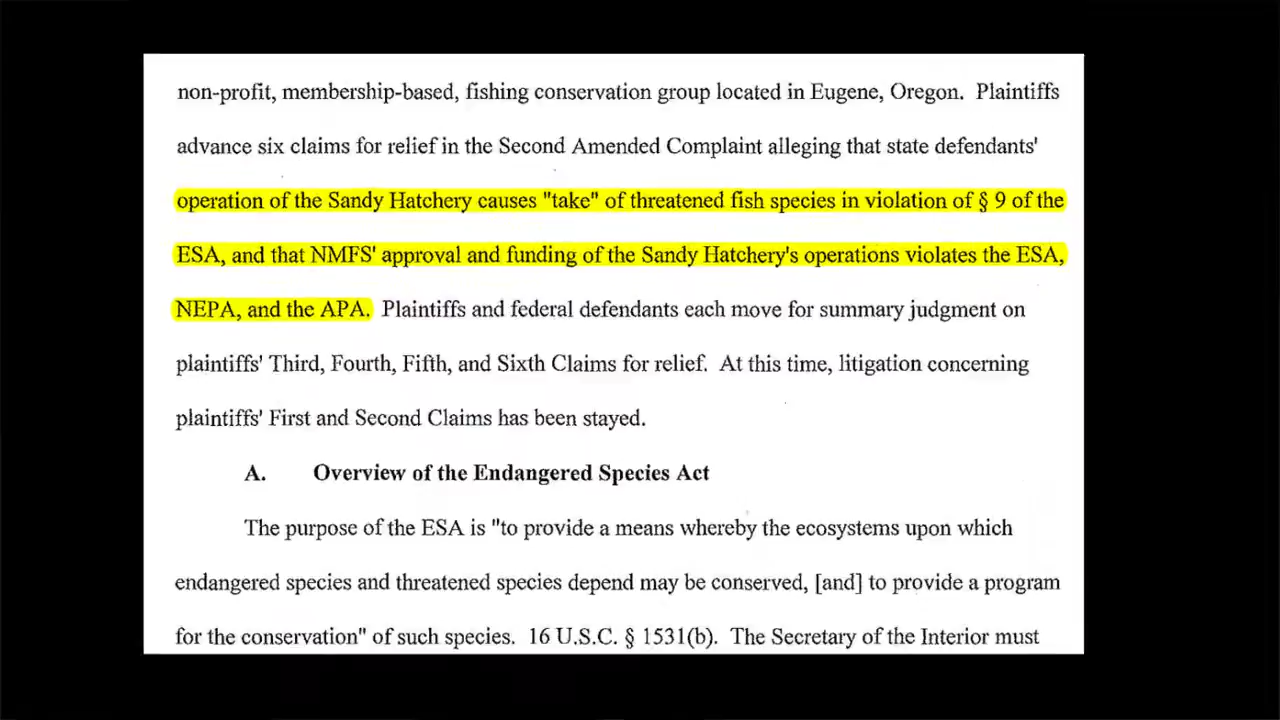 non-profit, membership-based, fishing conservation group located in Eugene, Oregon. Plaintiffs
advance six claims for relief in the Second Amended Complaint alleging that state defendants'
operation of the Sandy Hatchery causes "take" of threatened fish species in violation of § 9 of the
ESA, and that NMFS' approval and funding of the Sandy Hatchery's operations violates the ESA,
NEPA, and the APA. Plaintiffs and federal defendants each move for summary judgment on
plaintiffs' Third, Fourth, Fifth, and Sixth Claims for relief. At this time, litigation concerning
plaintiffs' First and Second Claims has been stayed.
A. Overview of the Endangered Species Act
The purpose of the ESA is "to provide a means whereby the ecosystems upon which
endangered species and threatened species depend may be conserved, [and] to provide a program
for the conservation" of such species. 16 U.S.C. § 1531(b). The Secretary of the Interior must